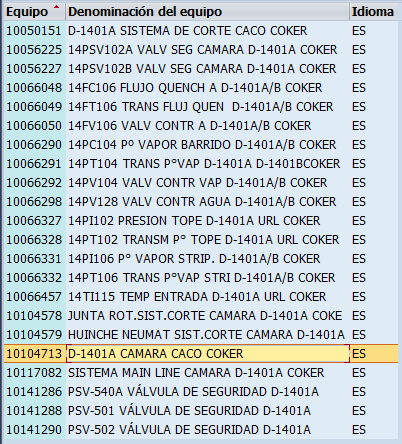 Equipo Denominación del equipo Idioma
10050151 D-1401A SISTEMA DE CORTE CACO COKER ES
10056225 14PSV102A VALV SEG CAMARA D-1401A COKER ES
10056227 14PSV102B VALV SEG CAMARA D-1401A COKER ES
10066048 14FC106 FLUJO QUENCH A D-1401A/B COKER ES
10066049 14FT106 TRANS FLUJ QUEN  D-1401A/B COKER ES
10066050 14FV106 VALV CONTR A D-1401A/B COKER ES
10066290 14PC104 Pº VAPOR BARRIDO D-1401A/B COKER ES
10066291 14PT104 TRANS P°VAP D-1401A D-1401BCOKER ES
10066292 14PV104 VALV CONTR VAP D-1401A/B COKER ES
10066298 14PV128 VALV CONTR AGUA D-1401A/B COKER ES
10066327 14PI102 PRESION TOPE D-1401A URL COKER ES
10066328 14PT102 TRANSM P° TOPE D-1401A URL COKER ES
10066331 14PI106 P° VAPOR STRIP. D-1401A/B COKER ES
10066332 14PT106 TRANS P°VAP STRI D-1401A/B COKER ES
10066457 14TI115 TEMP ENTRADA D-1401A URL COKER ES
10104578 JUNTA ROT.SIST.CORTE CAMARA D-1401A COKE ES
10104579 HUINCHE NEUMAT SIST.CORTE CAMARA D-1401A ES
10104713 D-1401A CAMARA CACO COKER ES
10117082 SISTEMA MAIN LINE CAMARA D-1401A COKER ES
10141286 PSV-540A VÁLVULA DE SEGURIDAD D-1401A ES
10141288 PSV-501 VÁLVULA DE SEGURIDAD D-1401A ES
10141290 PSV-502 VÁLVULA DE SEGURIDAD D-1401A ES